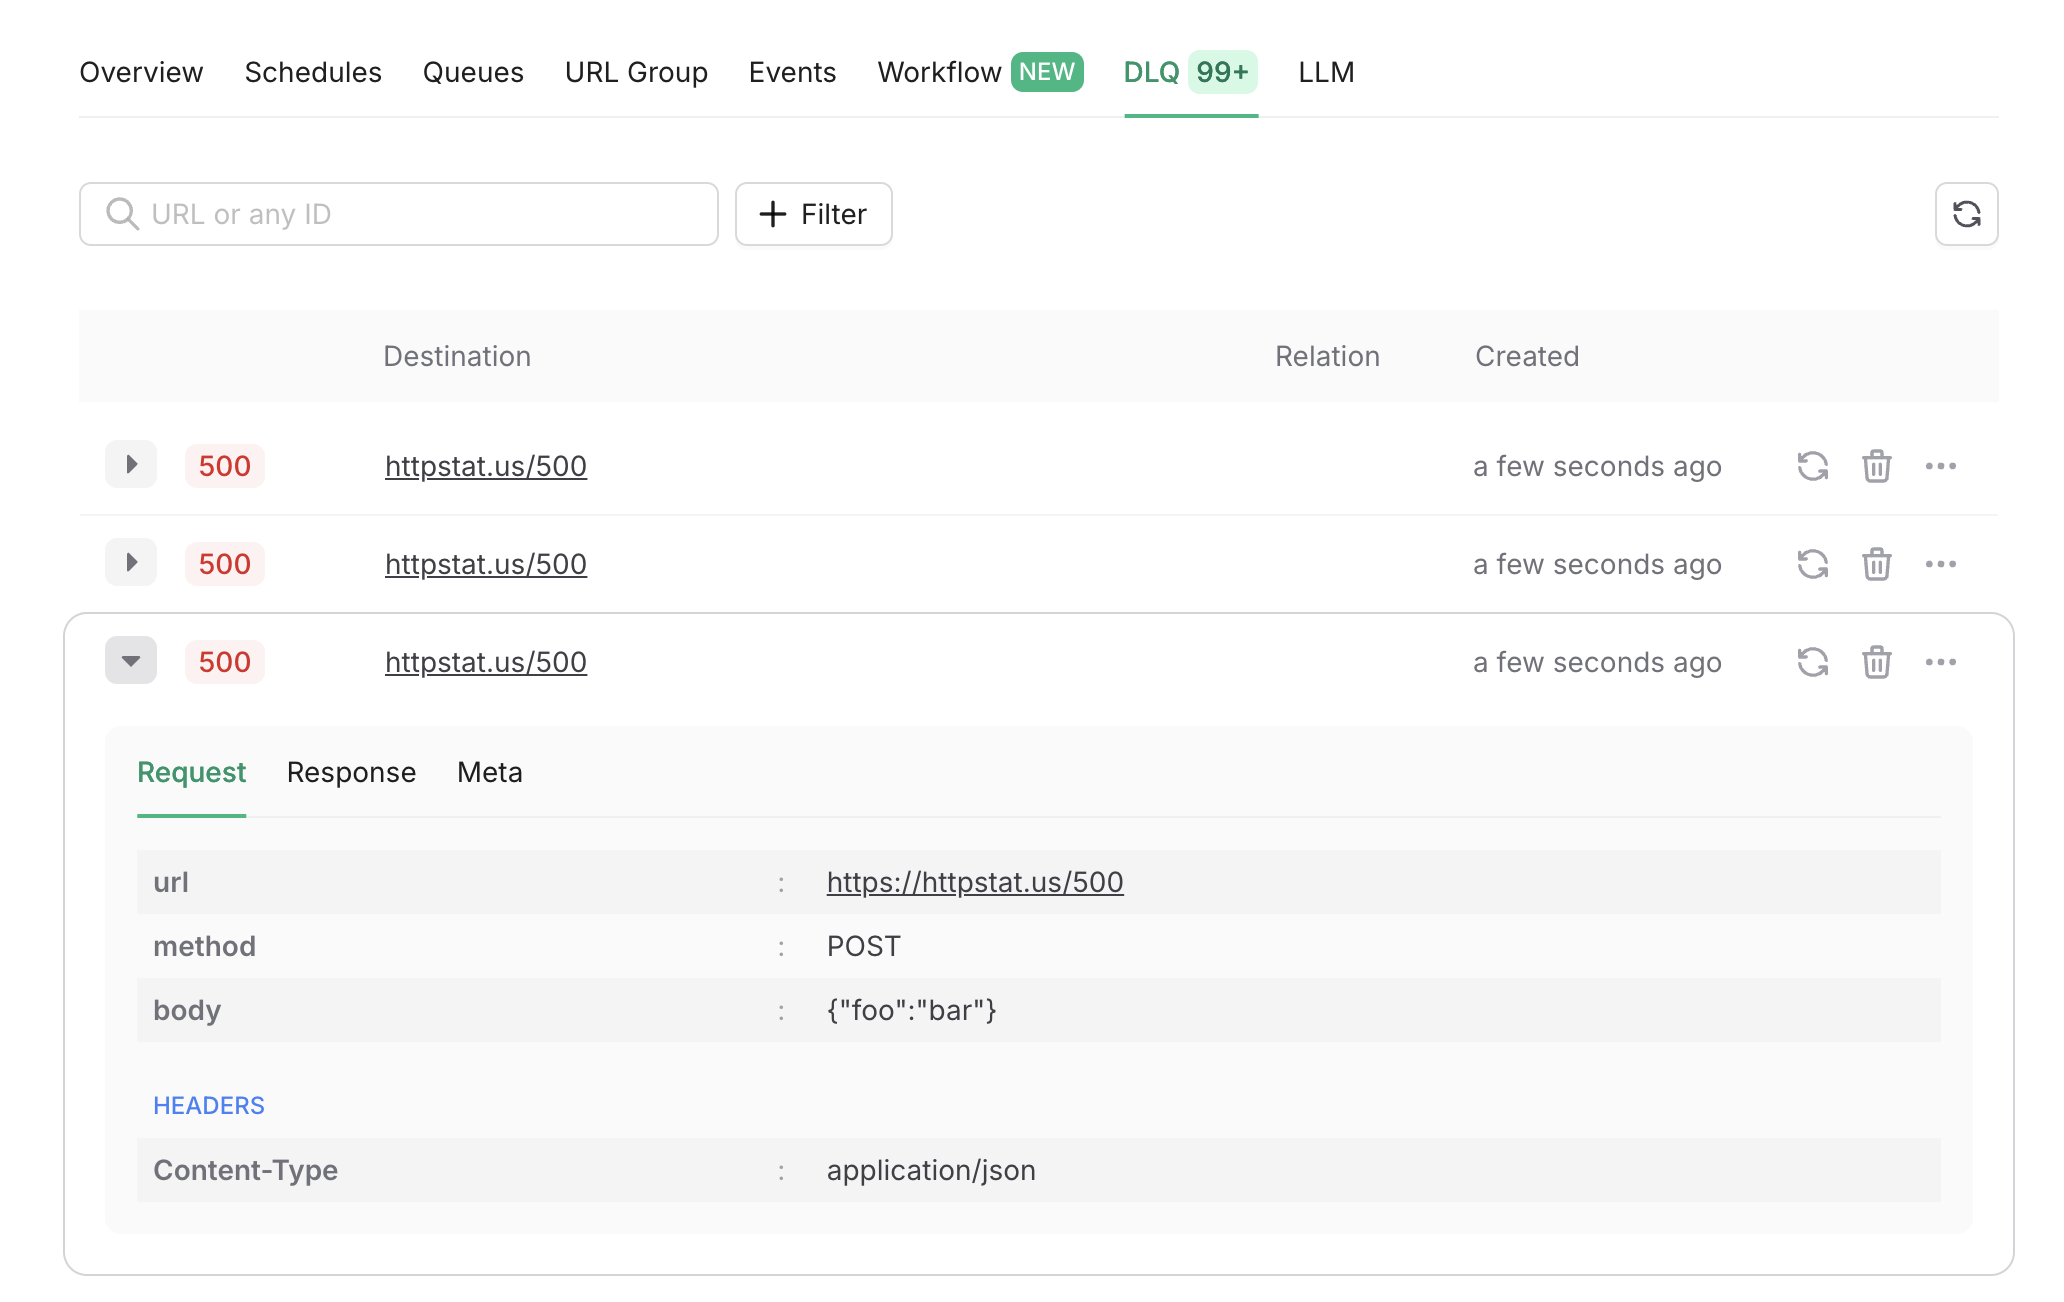 Overview Schedules Queues URL Group Events Workflow NEW DLQ 99+ LLM
URL or any ID Filter
Destination Relation Created
500 httpstat.us/500 a few seconds ago
500 httpstat.us/500 a few seconds ago
500 httpstat.us/500 a few seconds ago
Request Response Meta
url : https://httpstat.us/500
method : POST
body : {"foo":"bar"}
HEADERS
Content-Type : application/json